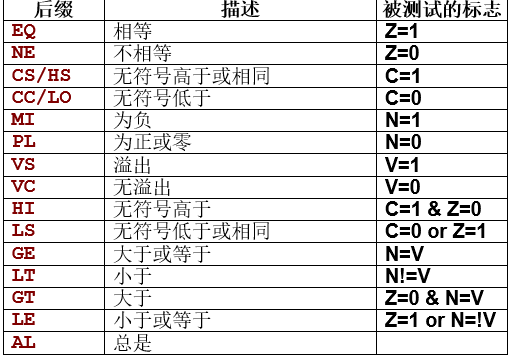 后缀 描述 被测试的标志
EQ 相等 Z=1
NE 不相等 Z=0
CS/HS 无符号高于或相同 C=1
CC/LO 无符号低于 C=0
MI 为负 N=1
PL 为正或零 N=0
VS 溢出 V=1
VC 无溢出 V=0
HI 无符号高于 C=1 & Z=0
LS 无符号低于或相同 C=0 or Z=1
GE 大于或等于 N=V
LT 小于 N!=V
GT 大于 Z=0 & N=V
LE 小于或等于 Z=1 or N=!V
AL 总是